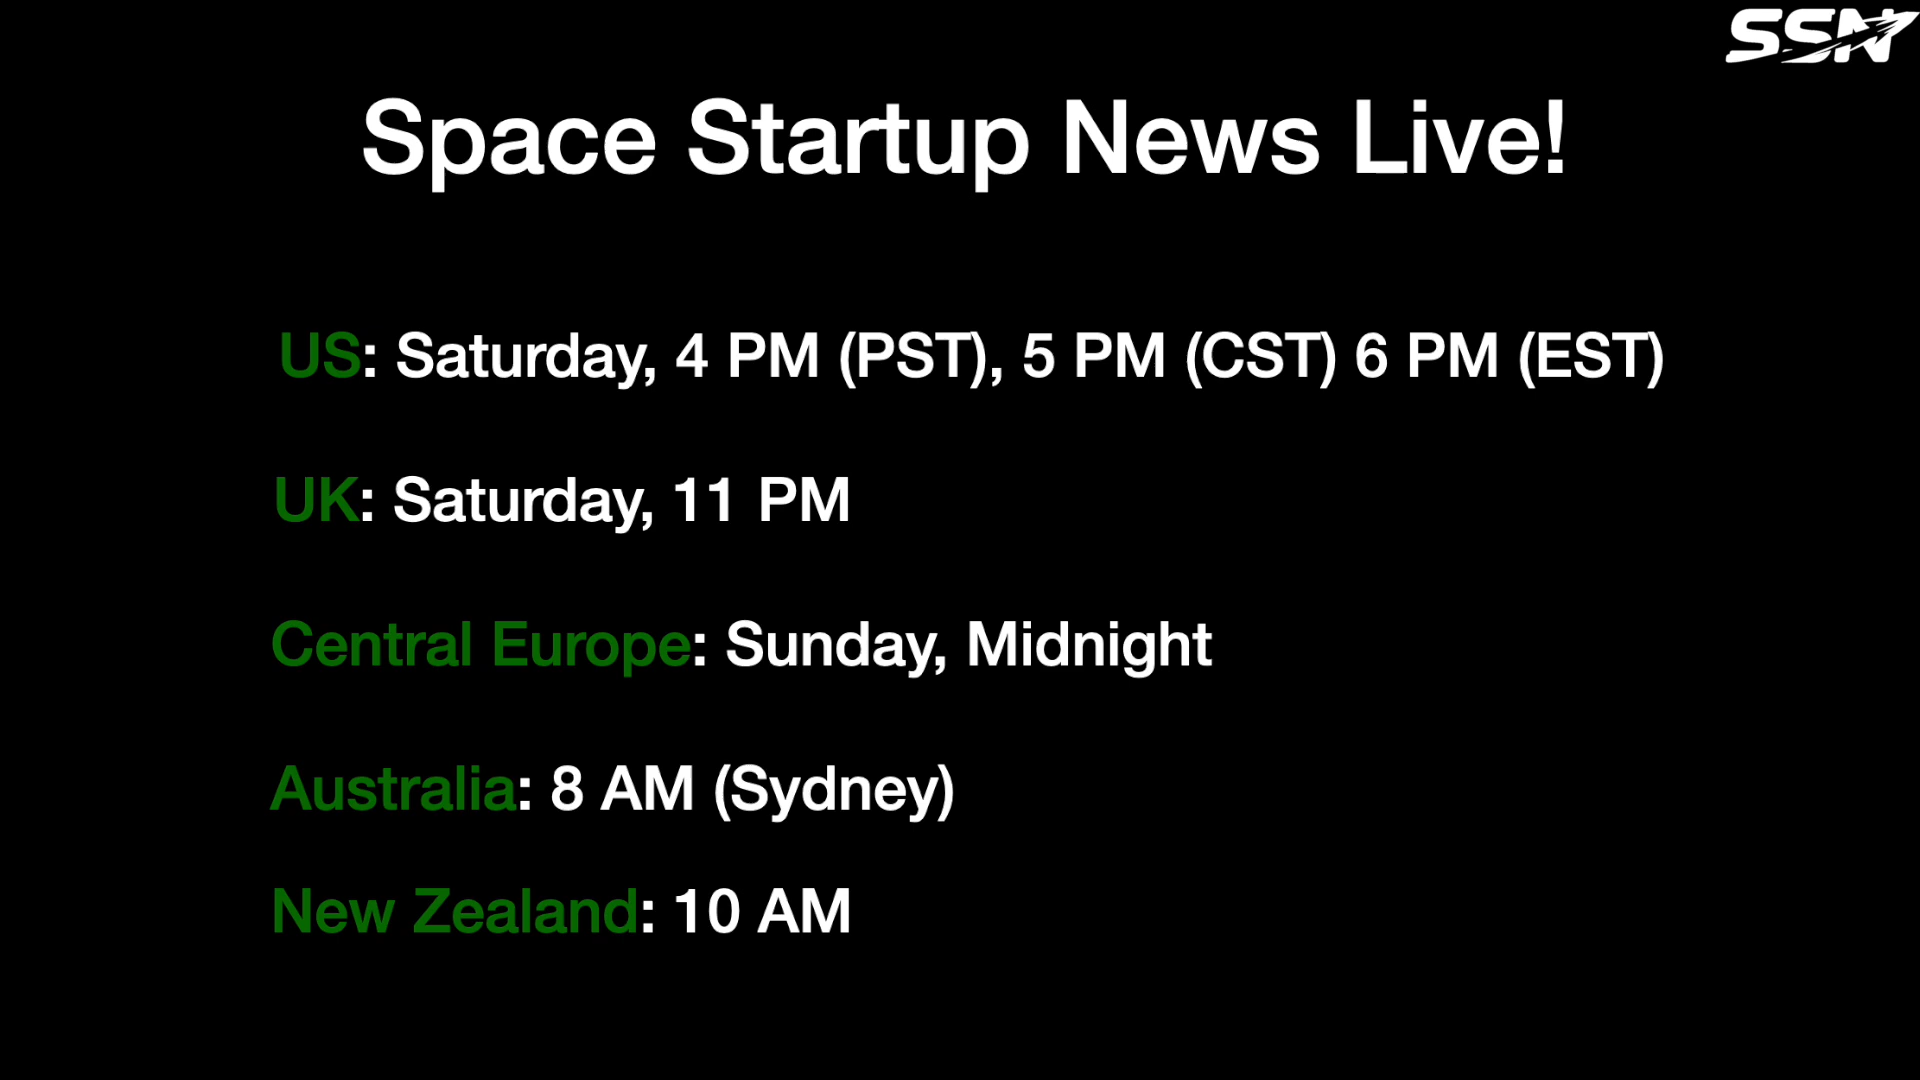 SSN
Space Startup News Live!
US: Saturday, 4 PM (PST), 5 PM (CST) 6 PM (EST)
UK: Saturday, 11 PM
Central Europe: Sunday, Midnight
Australia: 8 AM (Sydney)
New Zealand: 10 AM